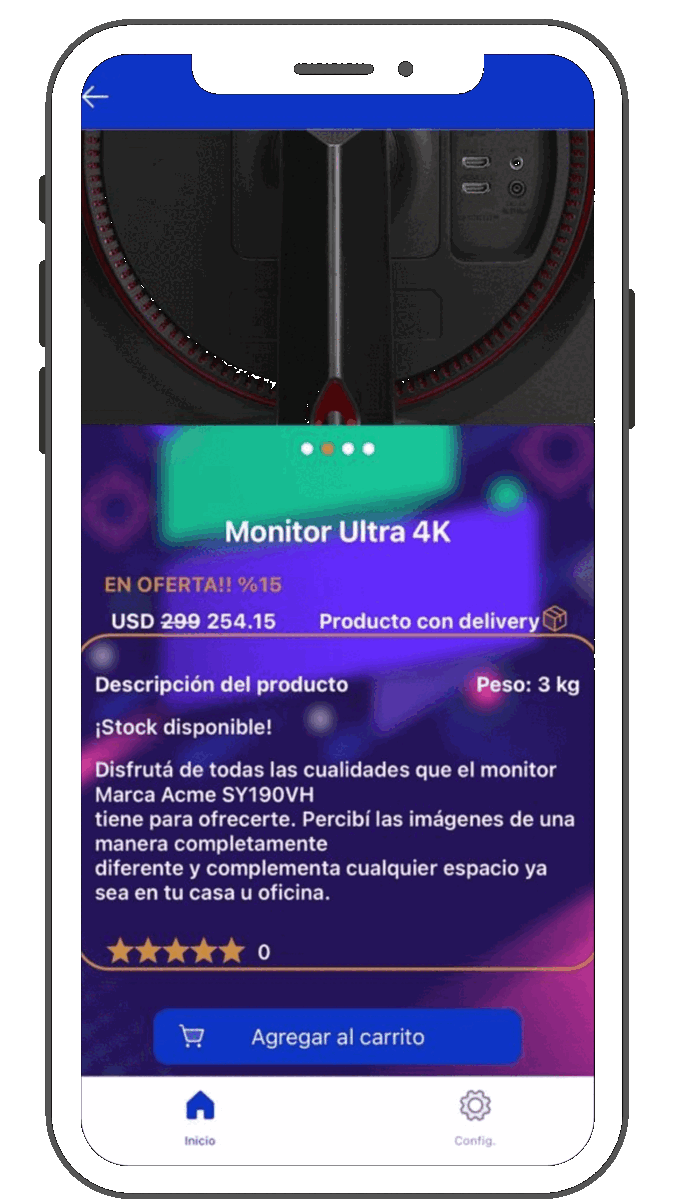 Monitor Ultra 4K
EN OFERTA!! %15
USD 299 254.15 Producto con delivery
Descripción del producto Peso: 3 kg
¡Stock disponible!
Disfrutá de todas las cualidades que el monitor
Marca Acme SY190VH
tiene para ofrecerte. Percibí las imágenes de una
manera completamente
diferente y complementa cualquier espacio ya
sea en tu casa u oficina.
0
Agregar al carrito
Inicio Config.